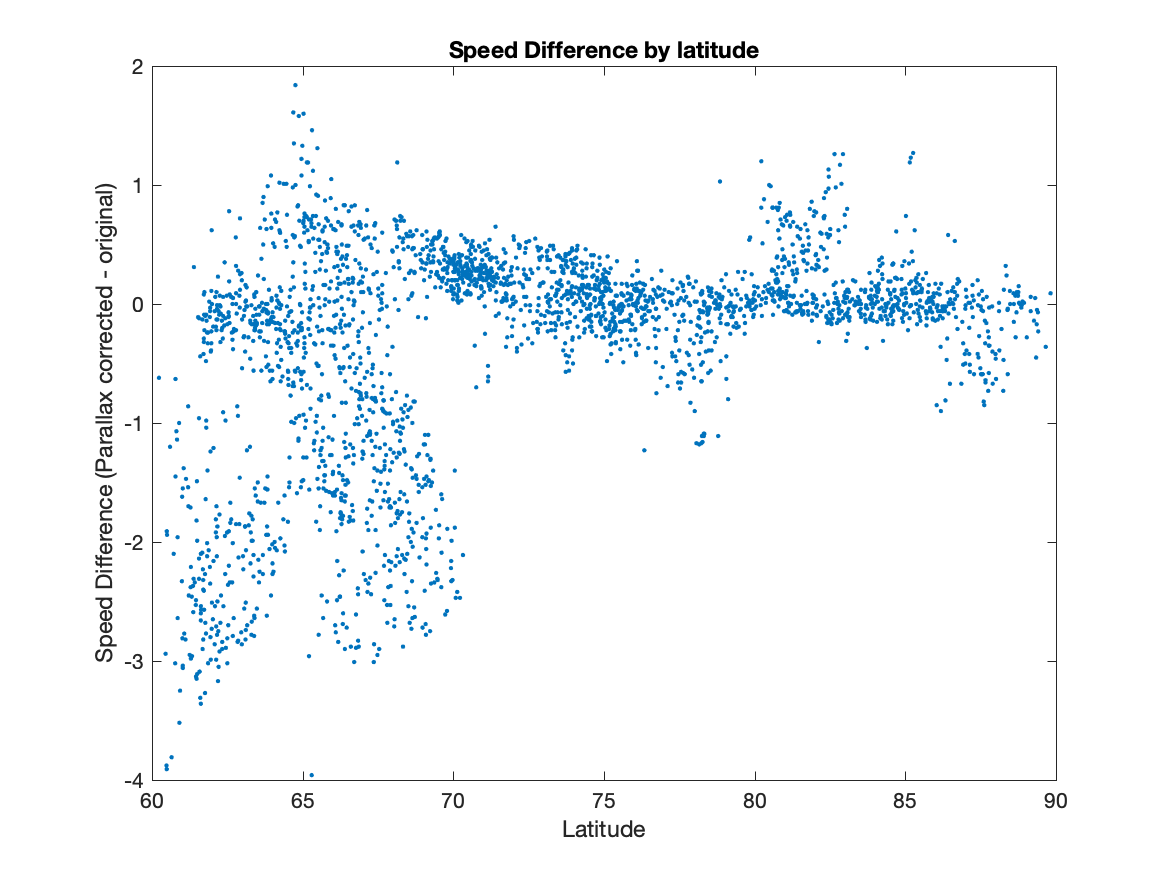 Speed Difference by latitude
2
1
0
-1
-2
-3
-4
Speed Difference (Parallax corrected - original)
60 65 70 75 80 85 90
Latitude